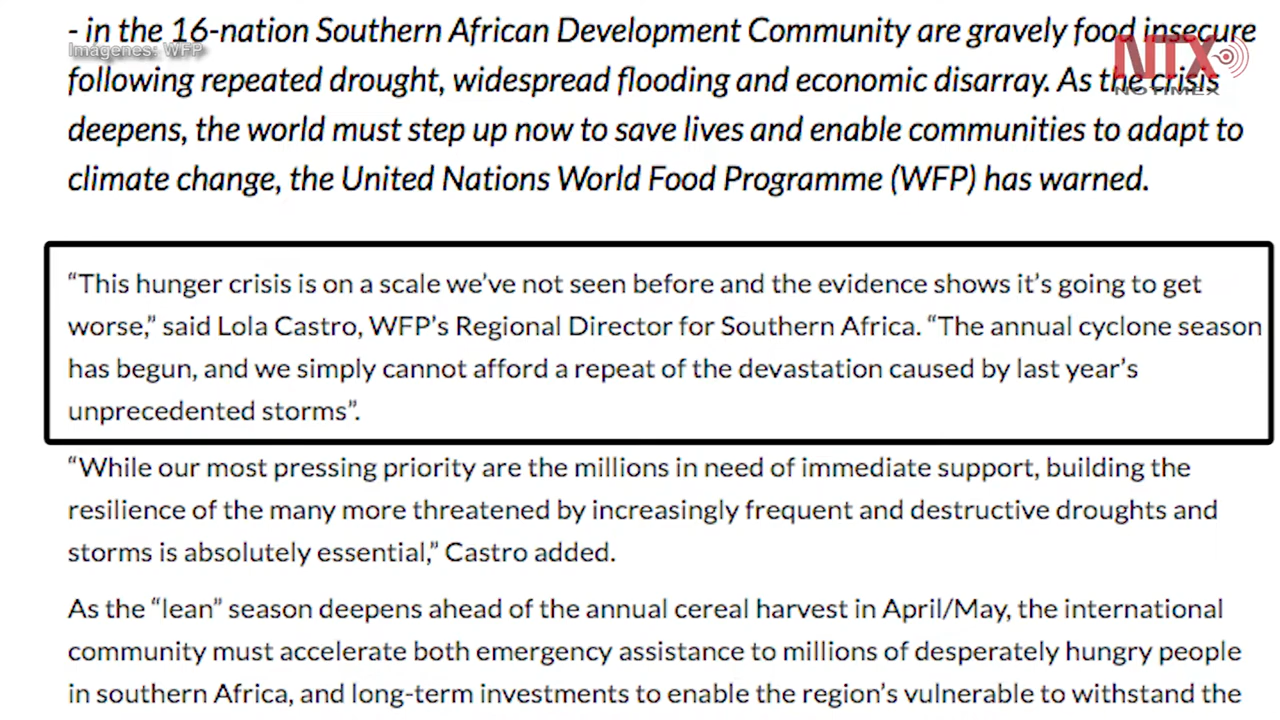 - in the 16-nation Southern African Development Community are gravely food insecure
Imágenes: WFP
NTX
following repeated drought, widespread flooding and economic disarray. As the crisis
NOTIMEX
deepens, the world must step up now to save lives and enable communities to adapt to
climate change, the United Nations World Food Programme (WFP) has warned.
“This hunger crisis is on a scale we’ve not seen before and the evidence shows it’s going to get
worse,” said Lola Castro, WFP’s Regional Director for Southern Africa. “The annual cyclone season
has begun, and we simply cannot afford a repeat of the devastation caused by last year’s
unprecedented storms”.
“While our most pressing priority are the millions in need of immediate support, building the
resilience of the many more threatened by increasingly frequent and destructive droughts and
storms is absolutely essential,” Castro added.
As the “lean” season deepens ahead of the annual cereal harvest in April/May, the international
community must accelerate both emergency assistance to millions of desperately hungry people
in southern Africa, and long-term investments to enable the region’s vulnerable to withstand the